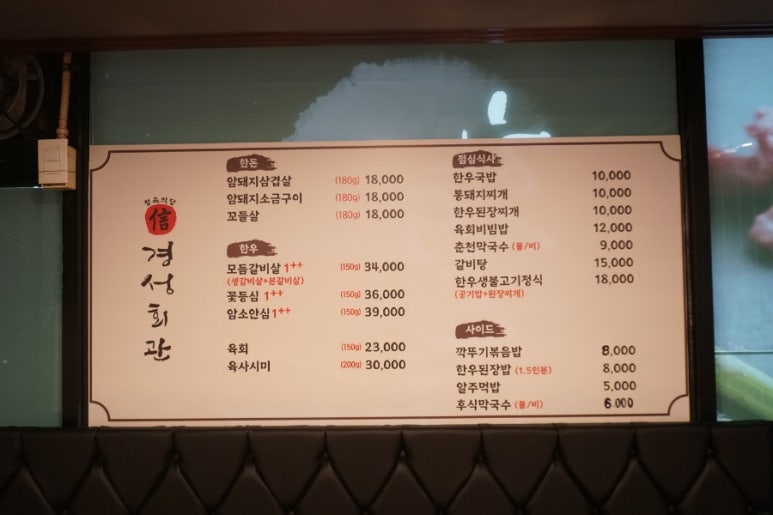 정육식당
信
경성회관
한돈
암돼지삼겹살 (180g) 18,000
암돼지소금구이 (180g) 18,000
꼬들살 (180g) 18,000
한우
모듬갈비살 1++ (150g) 34,000
(생갈비살+본갈비살)
꽃등심 1++ (150g) 36,000
암소안심 1++ (150g) 39,000
육회 (150g) 23,000
육사시미 (200g) 30,000
점심식사
한우국밥 10,000
통돼지찌개 10,000
한우된장찌개 10,000
육회비빔밥 12,000
춘천막국수 (물/비) 9,000
갈비탕 15,000
한우생불고기정식 18,000
(공기밥+된장찌개)
사이드
깍뚜기볶음밥 8,000
한우된장밥 (1.5인분) 8,000
알주먹밥 5,000
후식막국수 (물/비) 6,000